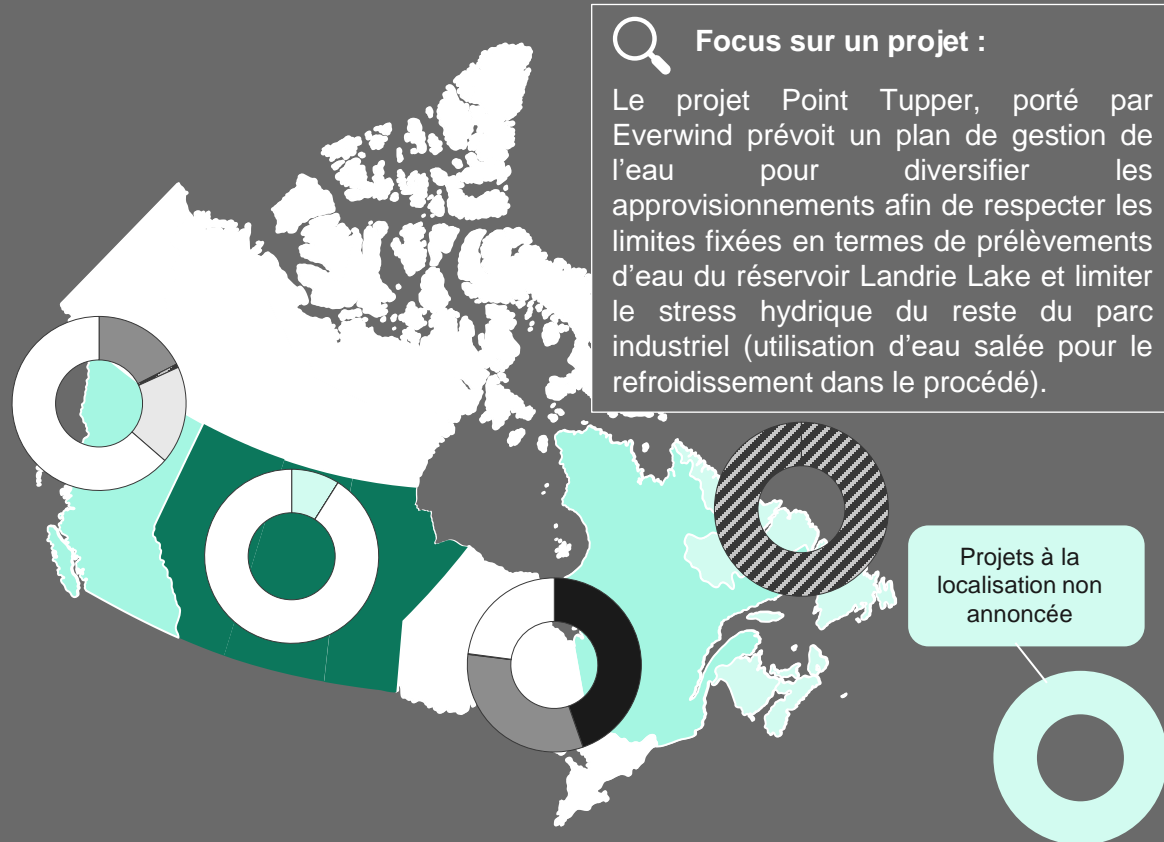 Focus sur un projet :
Le projet Point Tupper, porté par
Everwind prévoit un plan de gestion de
l’eau pour diversifier les
approvisionnements afin de respecter les
limites fixées en termes de prélèvements
d’eau du réservoir Landrie Lake et limiter
le stress hydrique du reste du parc
industriel (utilisation d’eau salée pour le
refroidissement dans le procédé).
Projets à la
localisation non
annoncée